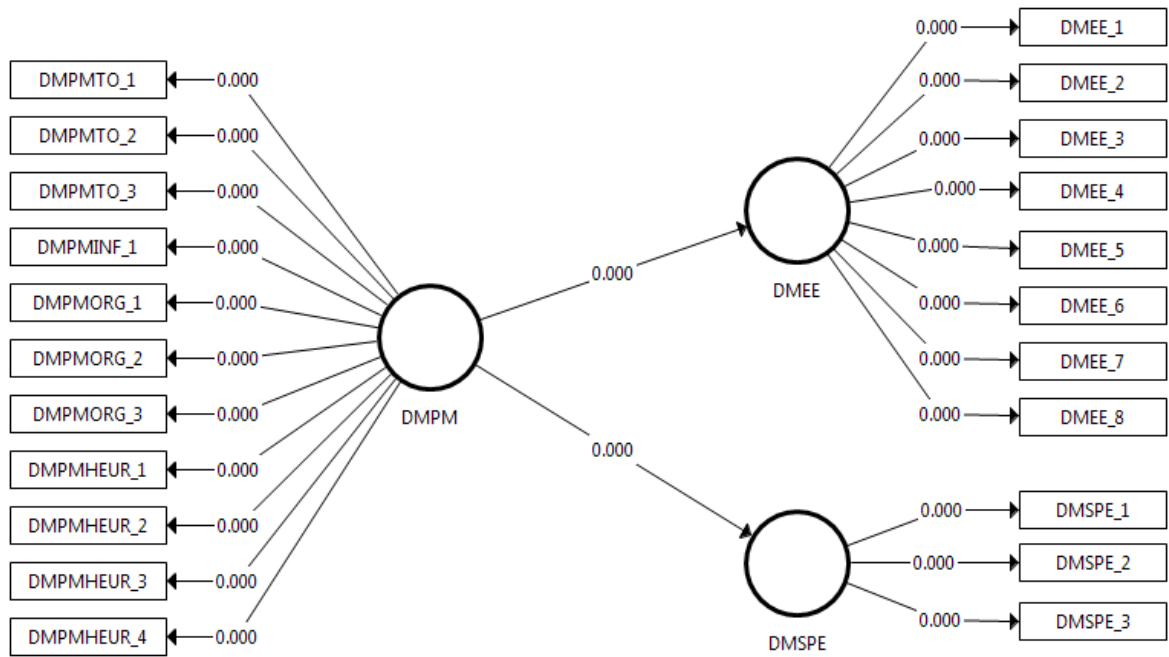 DMPMTO_1
0.000
DMPMTO_2
0.000
DMPMTO_3
0.000
DMPMINF_1
0.000
DMPMORG_1
0.000
DMPMORG_2
0.000
DMPMORG_3
0.000
DMPMHEUR_1
0.000
DMPMHEUR_2
0.000
DMPMHEUR_3
0.000
DMPMHEUR_4
0.000
DMPM
0.000
0.000
DMEE
0.000
DMEE_1
0.000
DMEE_2
0.000
DMEE_3
0.000
DMEE_4
0.000
DMEE_5
0.000
DMEE_6
0.000
DMEE_7
0.000
DMEE_8
DMSPE
0.000
DMSPE_1
0.000
DMSPE_2
0.000
DMSPE_3